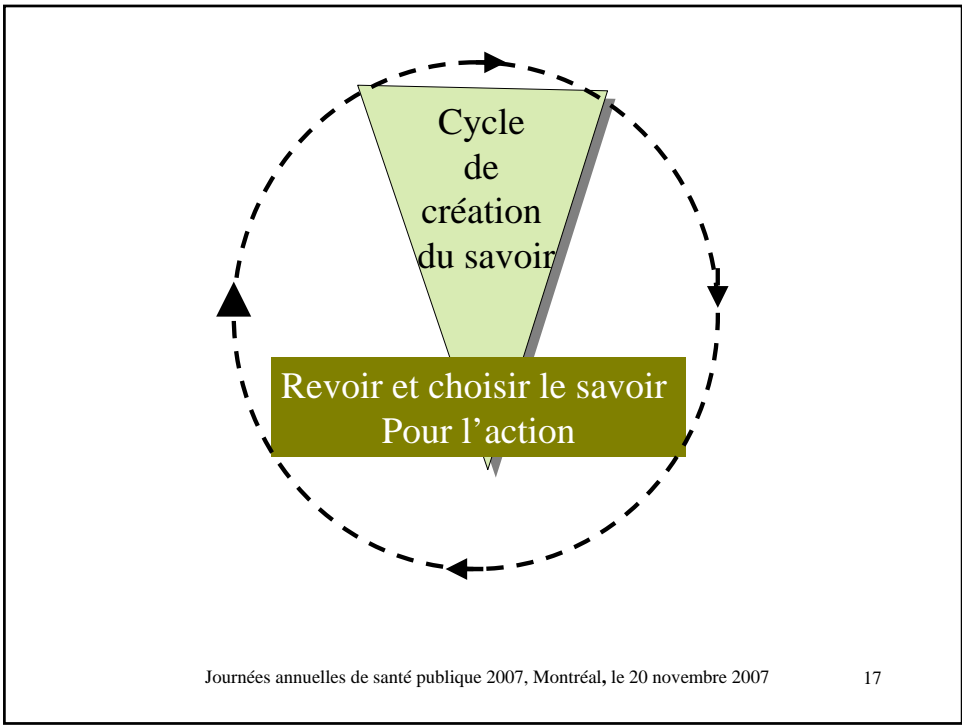 Cycle
de
création
du savoir
Revoir et choisir le savoir
Pour l’action
Journées annuelles de santé publique 2007, Montréal, le 20 novembre 2007
17